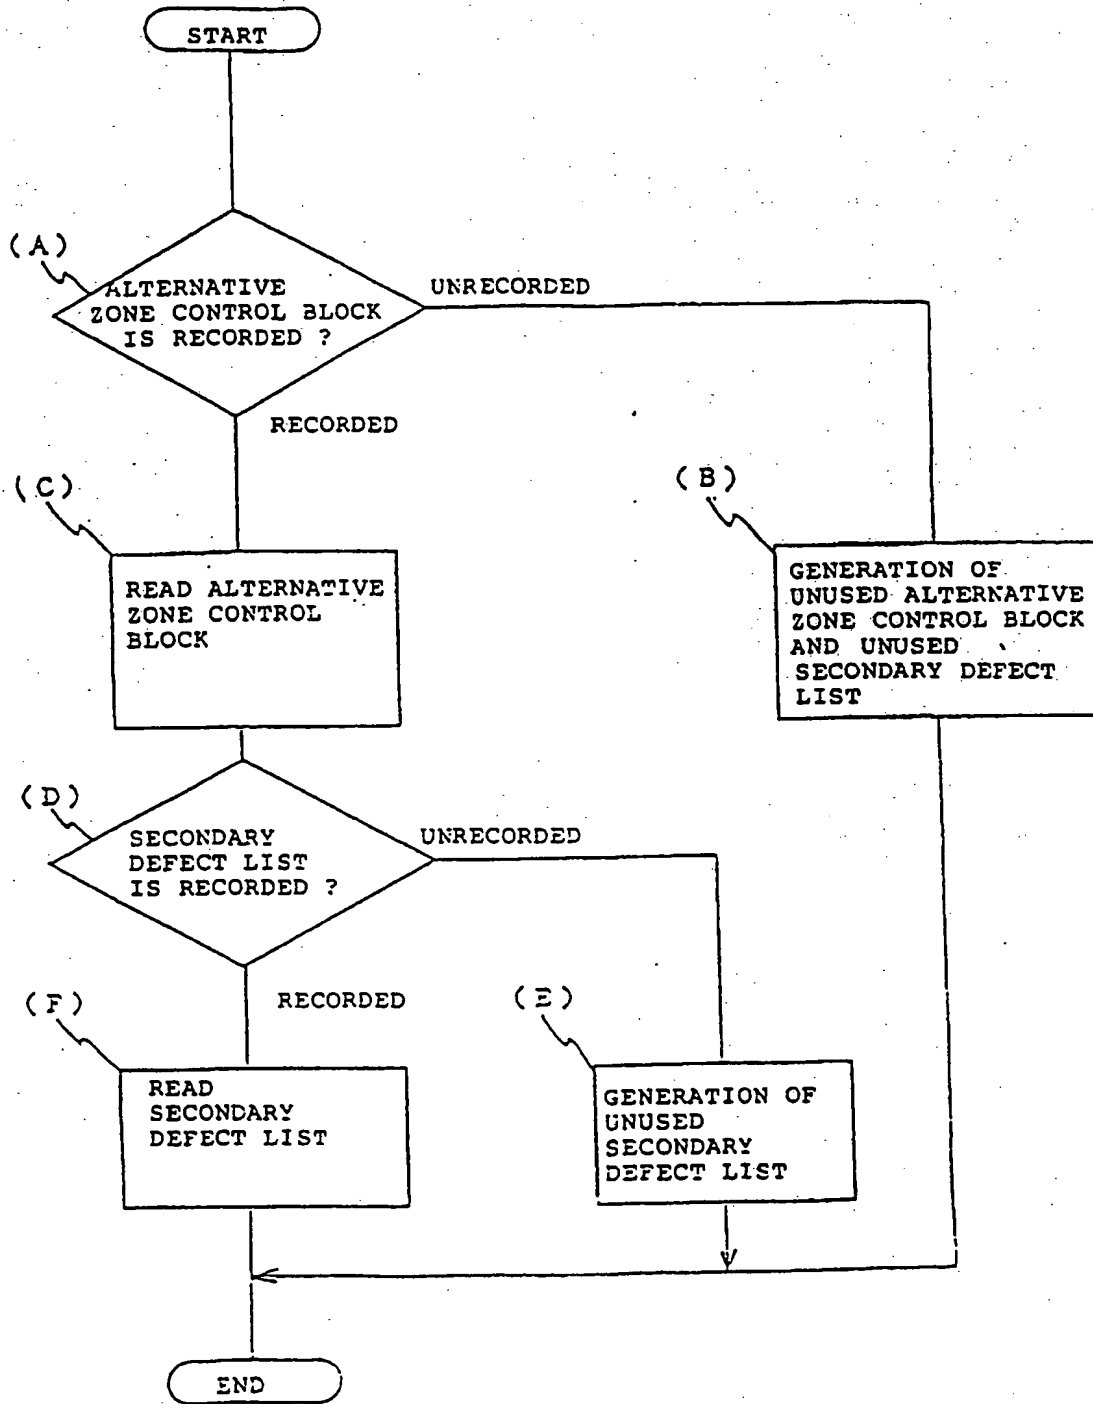 START
(A)
ALTERNATIVE
ZONE CONTROL BLOCK
IS RECORDED ?
UNRECORDED
RECORDED
(C)
READ ALTERNATIVE
ZONE CONTROL
BLOCK
(B)
GENERATION OF
UNUSED ALTERNATIVE
ZONE CONTROL BLOCK
AND UNUSED
SECONDARY DEFECT
LIST
(D)
SECONDARY
DEFECT LIST
IS RECORDED ?
UNRECORDED
RECORDED
(F)
READ
SECONDARY
DEFECT LIST
(E)
GENERATION OF
UNUSED
SECONDARY
DEFECT LIST
END